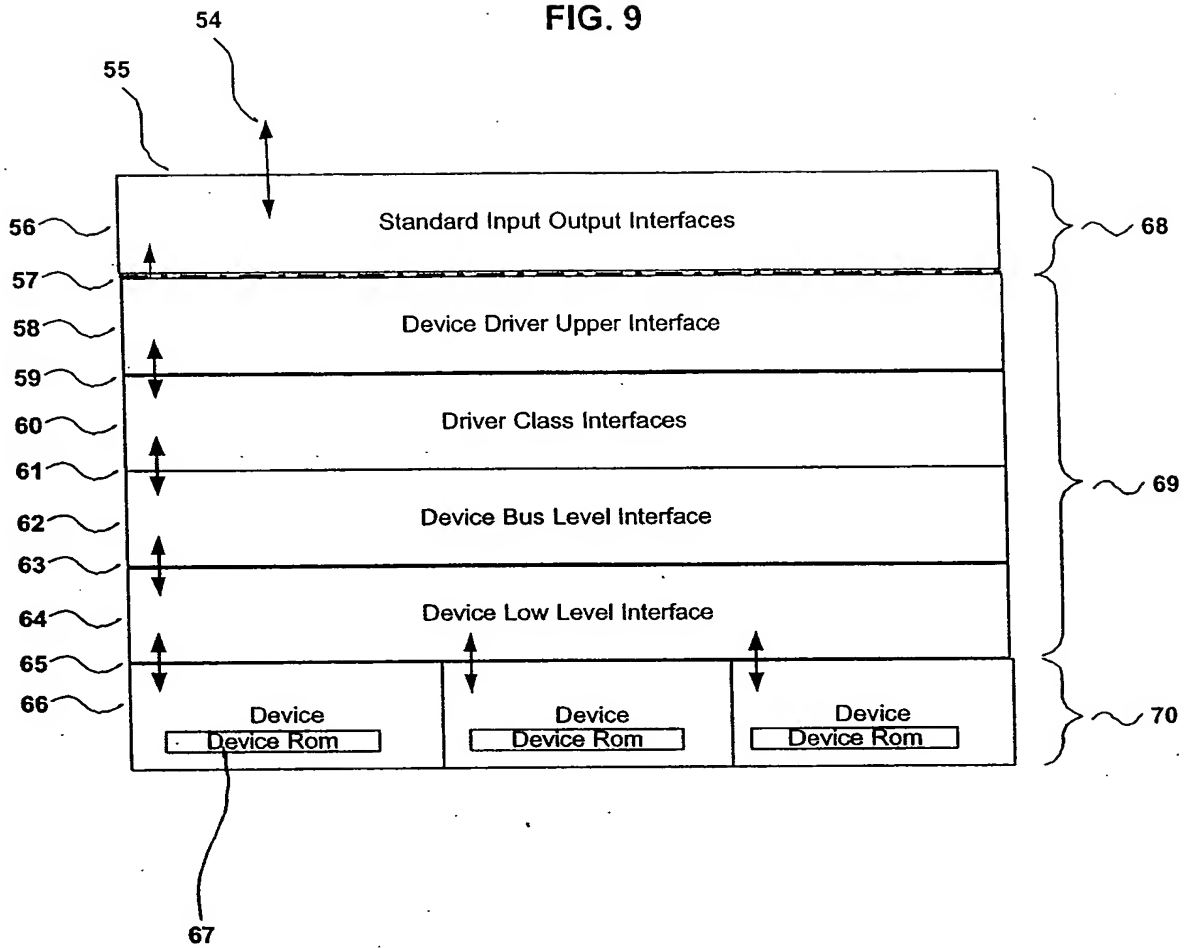 FIG. 9
54
55
56
Standard Input Output Interfaces
68
57
58
Device Driver Upper Interface
59
60
Driver Class Interfaces
61
69
62
Device Bus Level Interface
63
64
Device Low Level Interface
65
66
Device Device Device
70
Device Rom Device Rom Device Rom
67